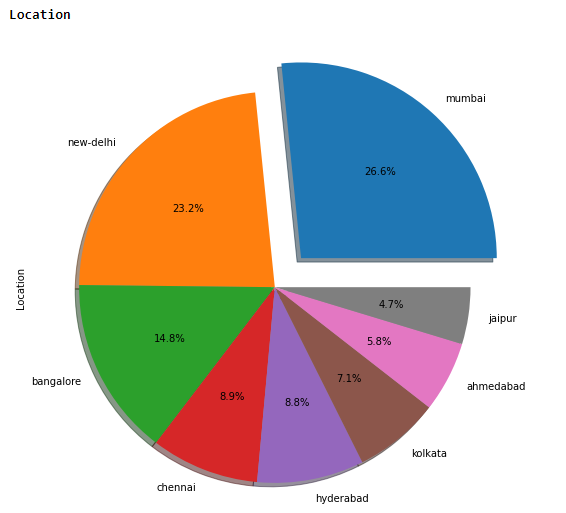 Location
mumbai
26.6%
new-delhi
23.2%
Location
14.8%
bangalore
8.9%
chennai
8.8%
hyderabad
7.1%
kolkata
5.8%
ahmedabad
4.7%
jaipur